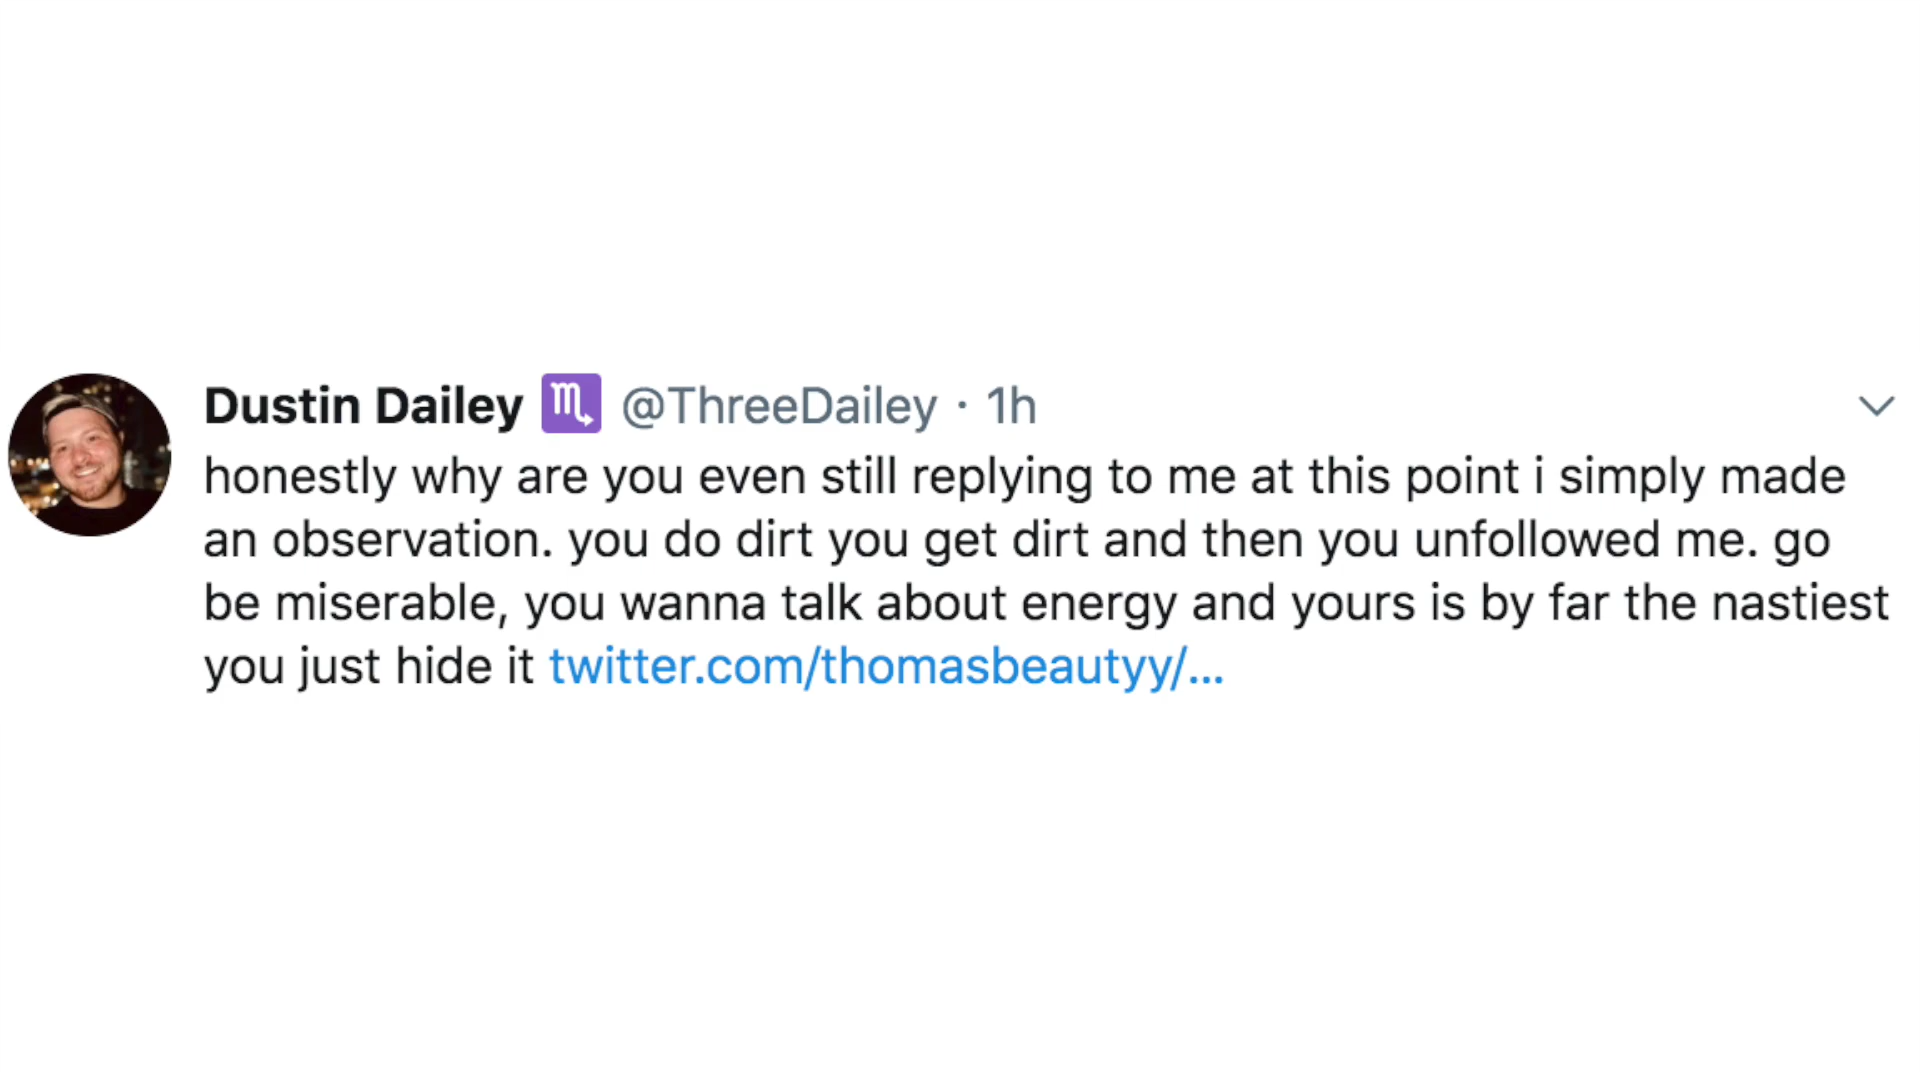 Dustin Dailey ♏ @ThreeDailey · 1h
honestly why are you even still replying to me at this point i simply made
an observation. you do dirt you get dirt and then you unfollowed me. go
be miserable, you wanna talk about energy and yours is by far the nastiest
you just hide it twitter.com/thomasbeautyy/...